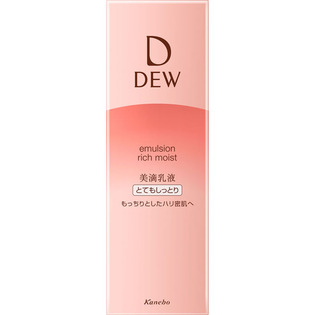 D
DEW
emulsion
rich moist
美滴乳液
とてもしっとり
もっちりとしたハリ密肌へ
Kanebo